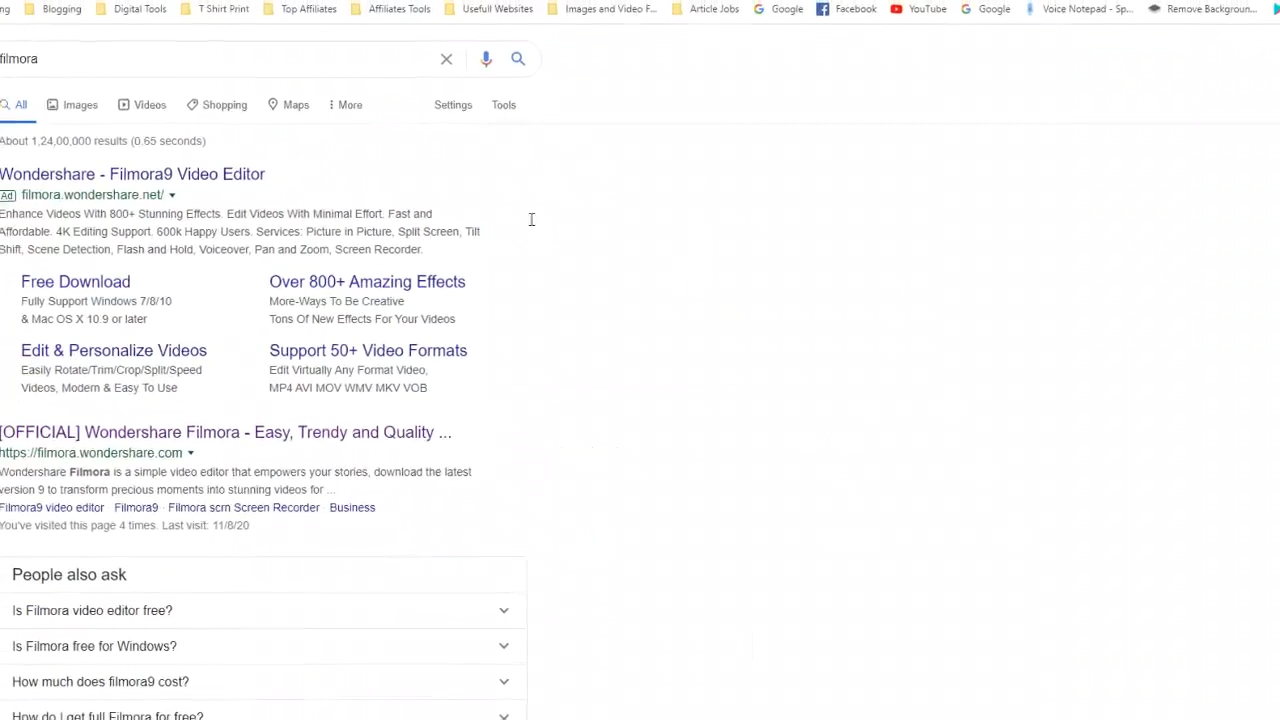 ng Blogging Digital Tools T Shirt Print Top Affiliates Affiliates Tools Usefull Websites Images and Video F... Article Jobs Google Facebook YouTube Google Voice Notepad - Sp... Remove Backgroun...
filmora
All Images Videos Shopping Maps More Settings Tools
About 1,24,00,000 results (0.65 seconds)
Wondershare - Filmora9 Video Editor
Ad filmora.wondershare.net/
Enhance Videos With 800+ Stunning Effects. Edit Videos With Minimal Effort. Fast and
Affordable. 4K Editing Support. 600k Happy Users. Services: Picture in Picture, Split Screen, Tilt
Shift, Scene Detection, Flash and Hold, Voiceover, Pan and Zoom, Screen Recorder.
Free Download
Fully Support Windows 7/8/10
& Mac OS X 10.9 or later
Over 800+ Amazing Effects
More-Ways To Be Creative
Tons Of New Effects For Your Videos
Edit & Personalize Videos
Easily Rotate/Trim/Crop/Split/Speed
Videos, Modern & Easy To Use
Support 50+ Video Formats
Edit Virtually Any Format Video,
MP4 AVI MOV WMV MKV VOB
[OFFICIAL] Wondershare Filmora - Easy, Trendy and Quality ...
https://filmora.wondershare.com
Wondershare Filmora is a simple video editor that empowers your stories, download the latest
version 9 to transform precious moments into stunning videos for ...
Filmora9 video editor · Filmora9 · Filmora scrn Screen Recorder · Business
You've visited this page 4 times. Last visit: 11/8/20
People also ask
Is Filmora video editor free?
Is Filmora free for Windows?
How much does filmora9 cost?
How do I get full Filmora for free?